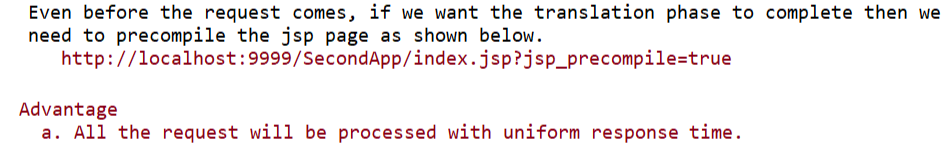 Even before the request comes, if we want the translation phase to complete then we
need to precompile the jsp page as shown below.
http://localhost:9999/SecondApp/index.jsp?jsp_precompile=true
Advantage
a. All the request will be processed with uniform response time.